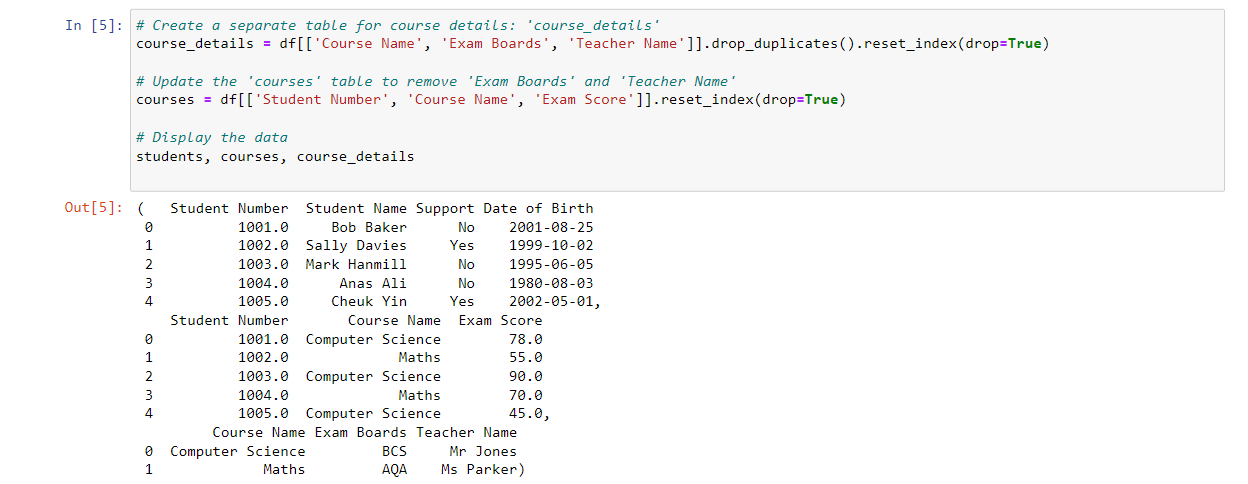 In [5]: # Create a separate table for course details: 'course_details'
course_details = df[['Course Name', 'Exam Boards', 'Teacher Name']].drop_duplicates().reset_index(drop=True)
# Update the 'courses' table to remove 'Exam Boards' and 'Teacher Name'
courses = df[['Student Number', 'Course Name', 'Exam Score']].reset_index(drop=True)
# Display the data
students, courses, course_details
Out[5]: (   Student Number  Student Name Support Date of Birth
0          1001.0     Bob Baker      No    2001-08-25
1          1002.0  Sally Davies     Yes    1999-10-02
2          1003.0  Mark Hanmill      No    1995-06-05
3          1004.0      Anas Ali      No    1980-08-03
4          1005.0     Cheuk Yin     Yes    2002-05-01,
   Student Number       Course Name  Exam Score
0          1001.0  Computer Science        78.0
1          1002.0             Maths        55.0
2          1003.0  Computer Science        90.0
3          1004.0             Maths        70.0
4          1005.0  Computer Science        45.0,
        Course Name Exam Boards Teacher Name
0  Computer Science         BCS     Mr Jones
1             Maths         AQA    Ms Parker)